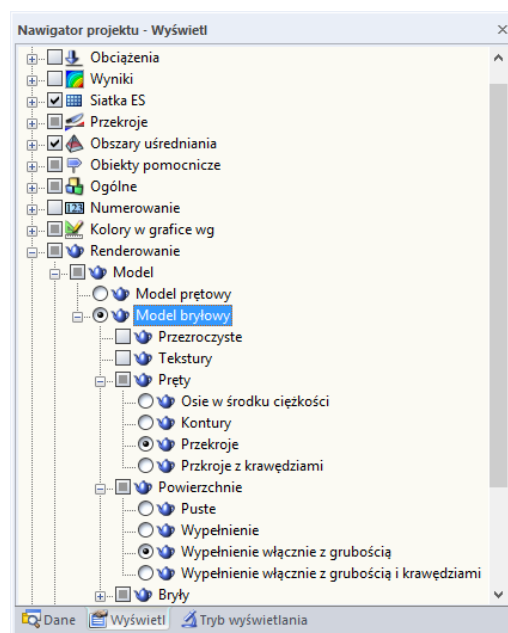 Nawigator projektu - Wyświetl
Obciążenia
Wyniki
Siatka ES
Przekroje
Obszary uśredniania
Obiekty pomocnicze
Ogólne
123 Numerowanie
Kolory w grafice wg
Renderowanie
Model
Model prętowy
Model bryłowy
Przezroczyste
Tekstury
Pręty
Osie w środku ciężkości
Kontury
Przekroje
Przkroje z krawędziami
Powierzchnie
Puste
Wypełnienie
Wypełnienie włącznie z grubością
Wypełnienie włącznie z grubością i krawędziami
Bryły
Dane Wyświetl Tryb wyświetlania